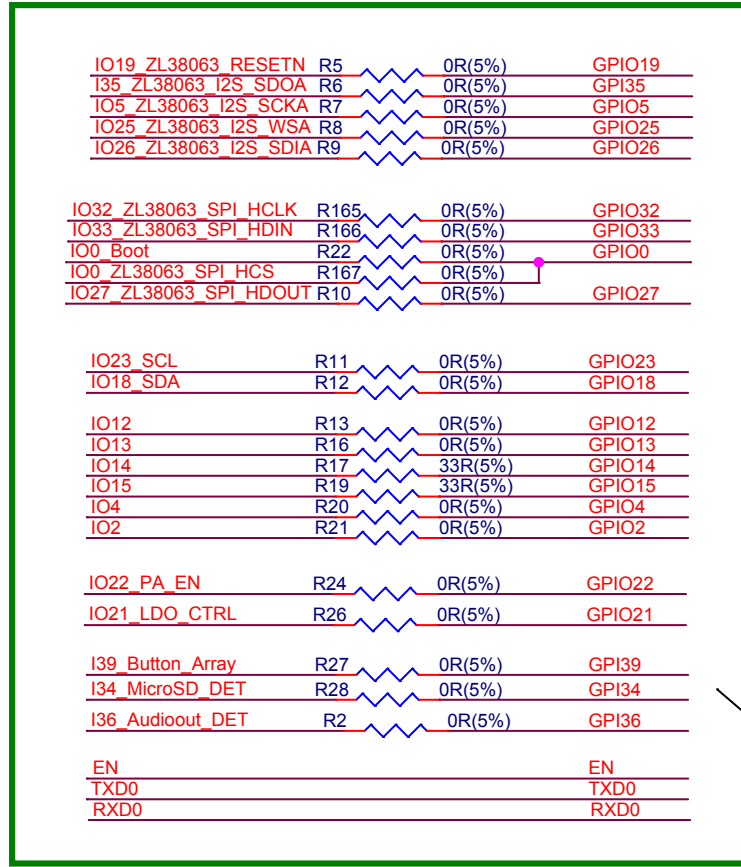 IO19_ZL38063_RESETN R5 0R(5%) GPIO19
I35_ZL38063_I2S_SDOA R6 0R(5%) GPI35
IO5_ZL38063_I2S_SCKA R7 0R(5%) GPIO5
IO25_ZL38063_I2S_WSA R8 0R(5%) GPIO25
IO26_ZL38063_I2S_SDIA R9 0R(5%) GPIO26
IO32_ZL38063_SPI_HCLK R165 0R(5%) GPIO32
IO33_ZL38063_SPI_HDIN R166 0R(5%) GPIO33
IO0_Boot R22 0R(5%) GPIO0
IO0_ZL38063_SPI_HCS R167 0R(5%)
IO27_ZL38063_SPI_HDOUT R10 0R(5%) GPIO27
IO23_SCL R11 0R(5%) GPIO23
IO18_SDA R12 0R(5%) GPIO18
IO12 R13 0R(5%) GPIO12
IO13 R16 0R(5%) GPIO13
IO14 R17 33R(5%) GPIO14
IO15 R19 33R(5%) GPIO15
IO4 R20 0R(5%) GPIO4
IO2 R21 0R(5%) GPIO2
IO22_PA_EN R24 0R(5%) GPIO22
IO21_LDO_CTRL R26 0R(5%) GPIO21
I39_Button_Array R27 0R(5%) GPI39
I34_MicroSD_DET R28 0R(5%) GPI34
I36_Audioout_DET R2 0R(5%) GPI36
EN EN
TXD0 TXD0
RXD0 RXD0